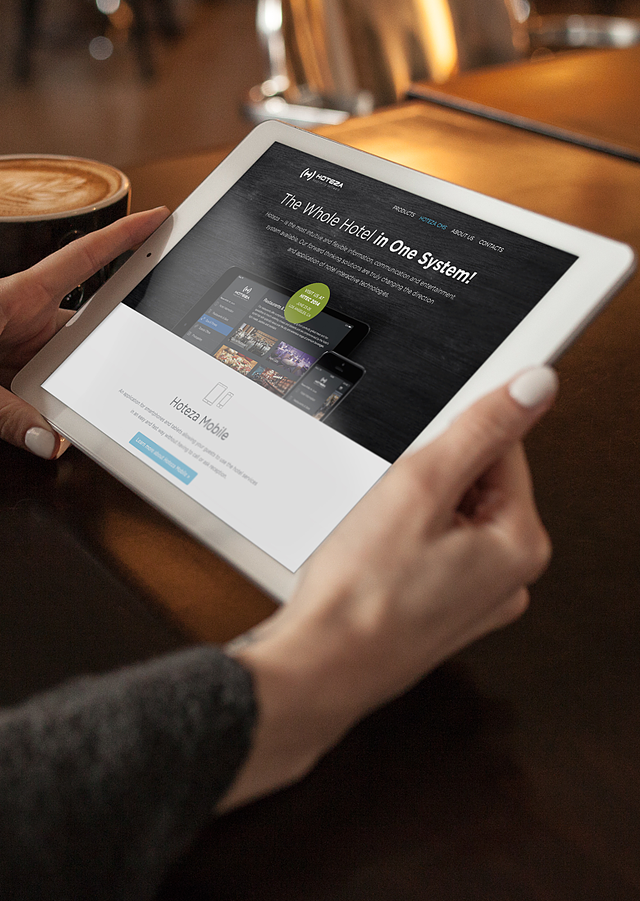 HOTEZA
PRODUCTS HOTEZA CMS ABOUT US CONTACTS
The Whole Hotel in One System!
Hoteza – is the most intuitive and flexible information, communication and entertainment
system available. Our forward thinking solutions are truly changing the direction
and application of hotel interactive technologies.
VISIT US AT
HITEC 2014
Hoteza Mobile
An application for smartphones and tablets allowing your guests to use the hotel services
in an easy and fast way without having to call or ask reception.
Learn more about Hoteza Mobile